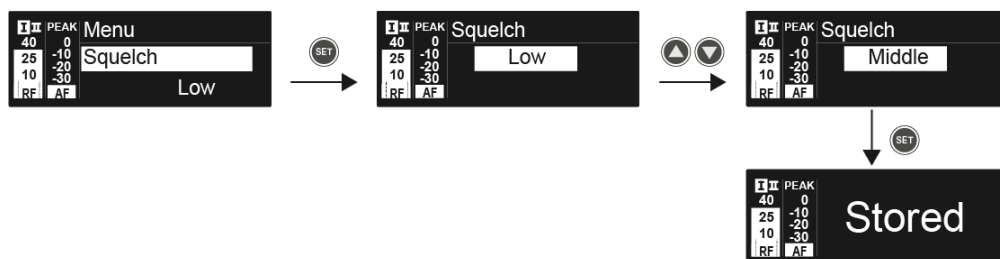 I II PEAK Menu
40 0
25 -10 Squelch
-20
10 -30
RF AF Low
SET
I II PEAK Squelch
40 0
25 -10 Low
-20
10 -30
RF AF
I II PEAK Squelch
40 0
25 -10 Middle
-20
10 -30
RF AF
SET
I II PEAK
40 0
25 -10 Stored
-20
10 -30
RF AF